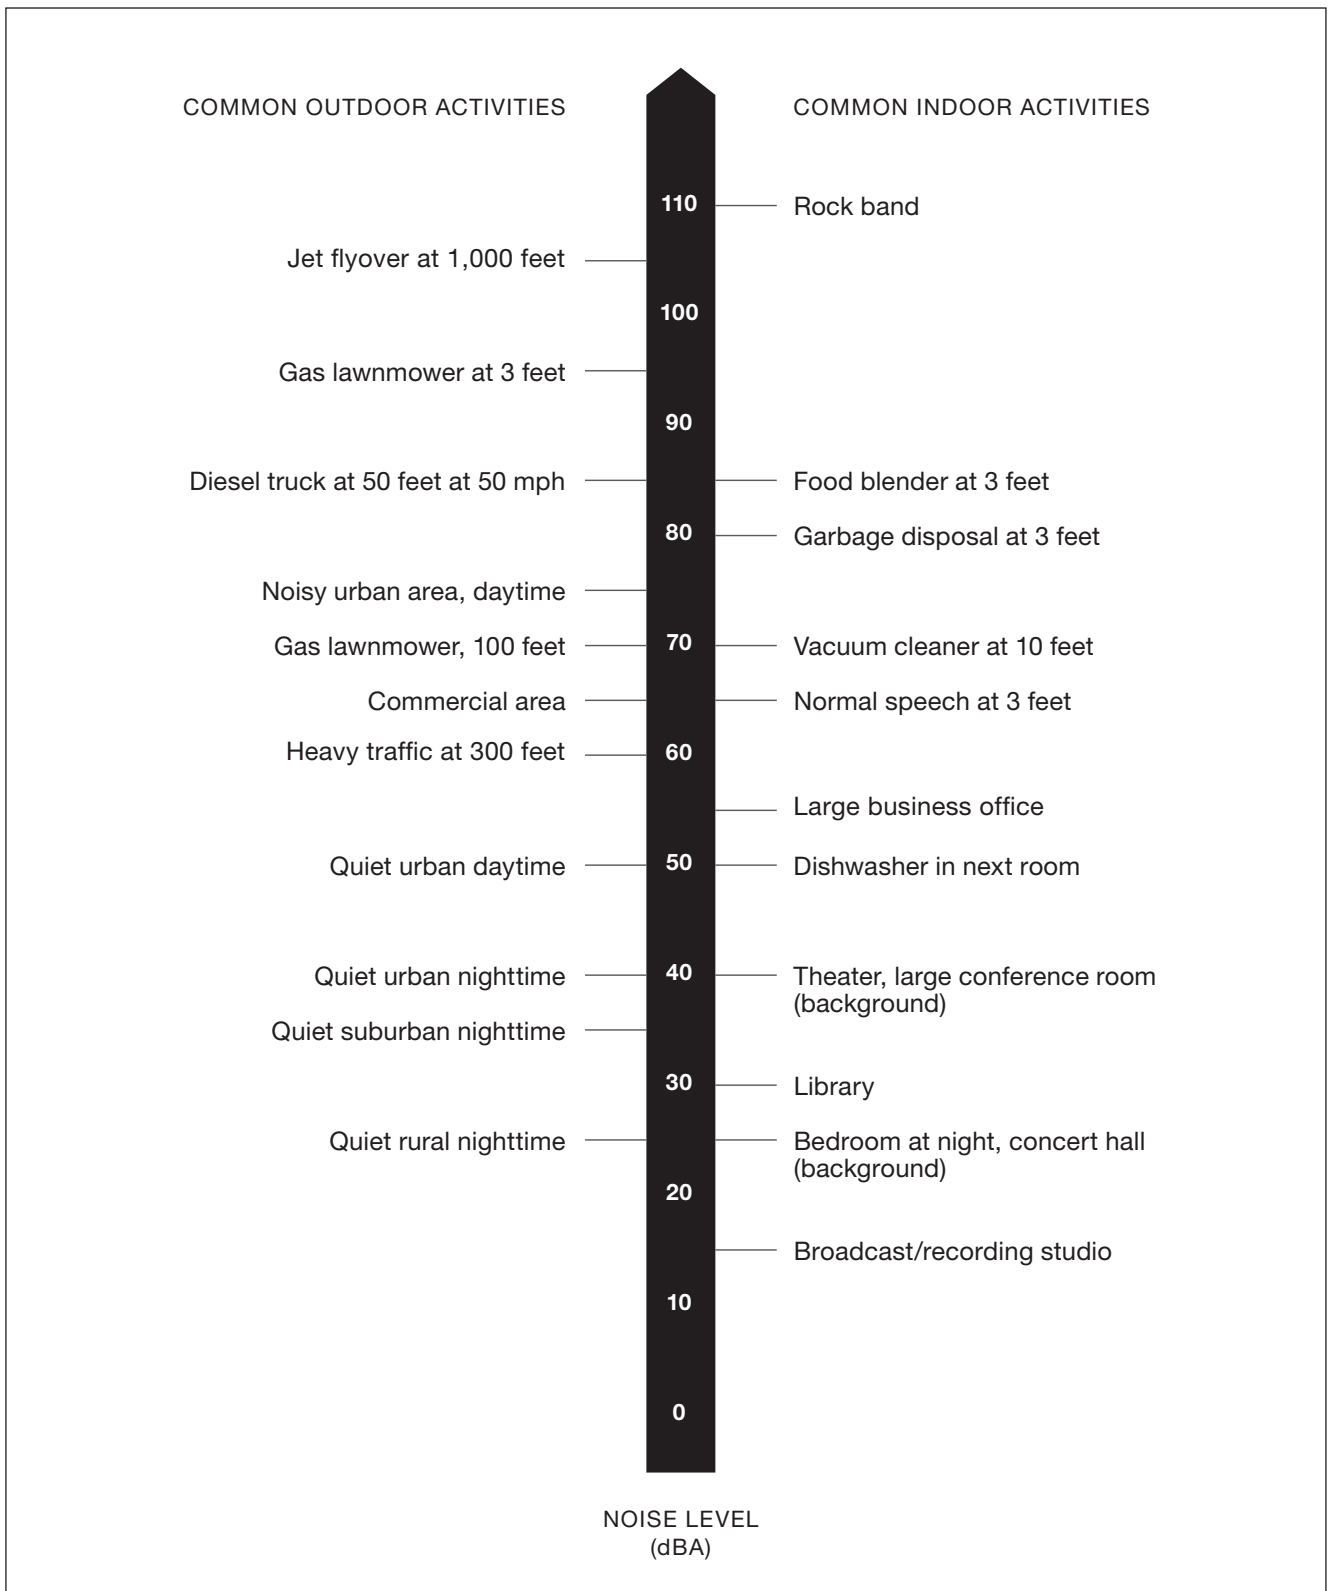 COMMON OUTDOOR ACTIVITIES
COMMON INDOOR ACTIVITIES
110
Rock band
Jet flyover at 1,000 feet
100
Gas lawnmower at 3 feet
90
Diesel truck at 50 feet at 50 mph
Food blender at 3 feet
80
Garbage disposal at 3 feet
Noisy urban area, daytime
Gas lawnmower, 100 feet
70
Vacuum cleaner at 10 feet
Commercial area
Normal speech at 3 feet
Heavy traffic at 300 feet
60
Large business office
Quiet urban daytime
50
Dishwasher in next room
Quiet urban nighttime
40
Theater, large conference room
(background)
Quiet suburban nighttime
30
Library
Quiet rural nighttime
Bedroom at night, concert hall
(background)
20
Broadcast/recording studio
10
0
NOISE LEVEL
(dBA)